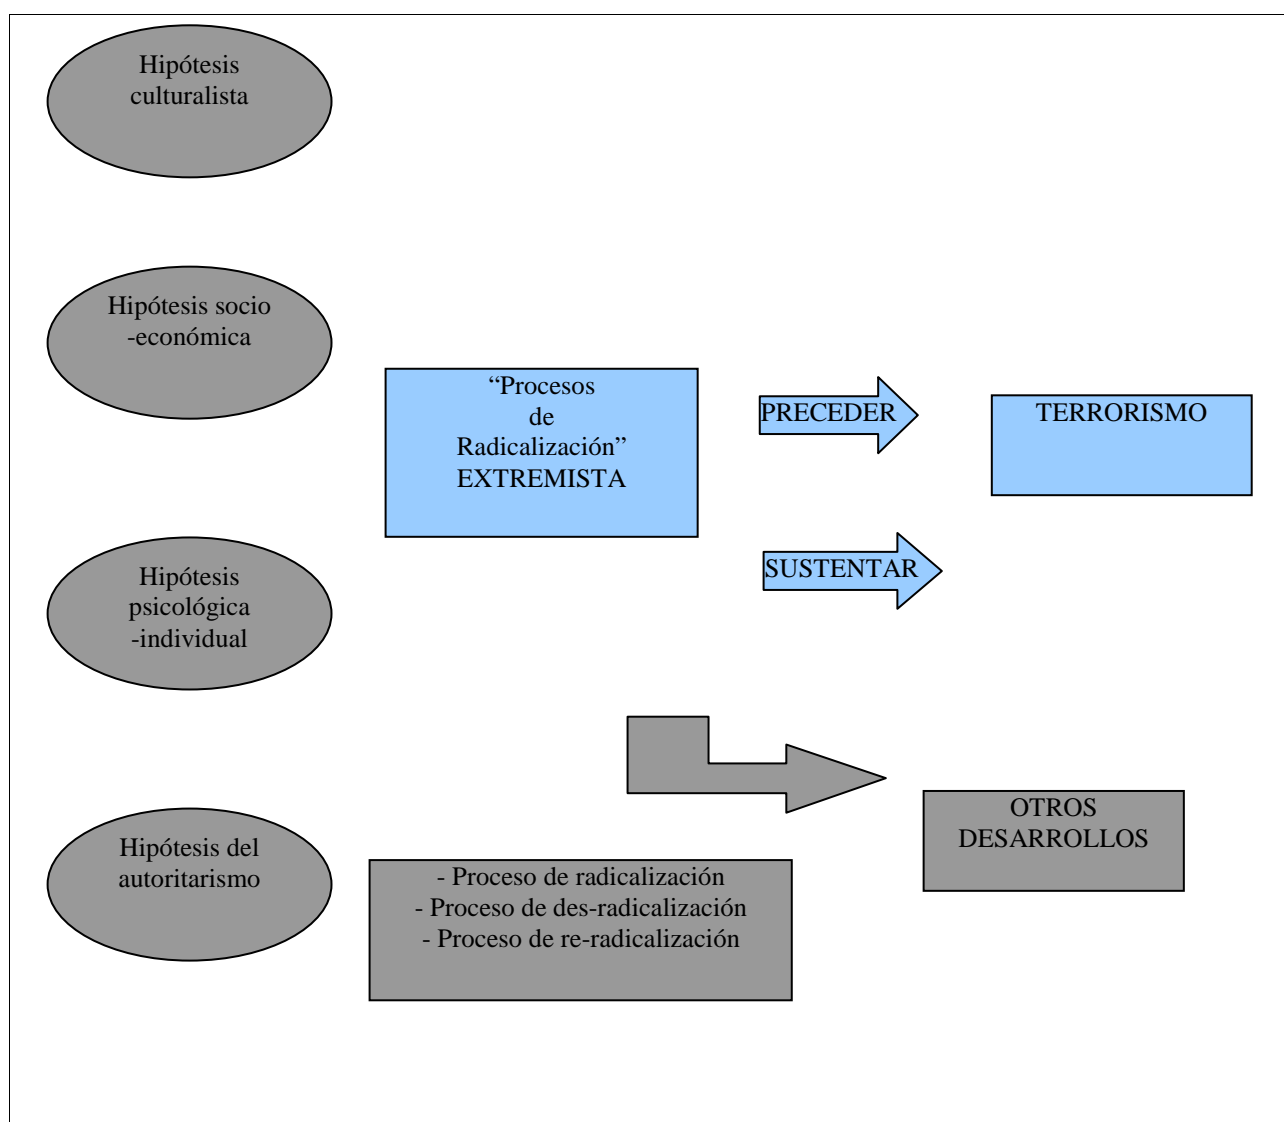 Hipótesis
culturalista
Hipótesis socio
-económica
“Procesos
de
Radicalización”
EXTREMISTA
PRECEDER
TERRORISMO
SUSTENTAR
Hipótesis
psicológica
-individual
OTROS
DESARROLLOS
Hipótesis del
autoritarismo
- Proceso de radicalización
- Proceso de des-radicalización
- Proceso de re-radicalización